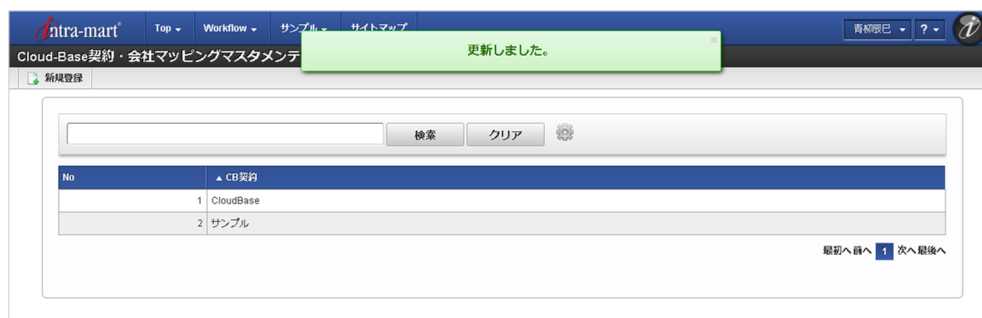 intra-mart® Top Workflow サンプル サイトマップ 青柳辰巳 ?
更新しました。 ×
Cloud-Base契約・会社マッピングマスタメンテ
新規登録
検索 クリア
No ▲ CB契約
1 CloudBase
2 サンプル
最初へ 前へ 1 次へ 最後へ